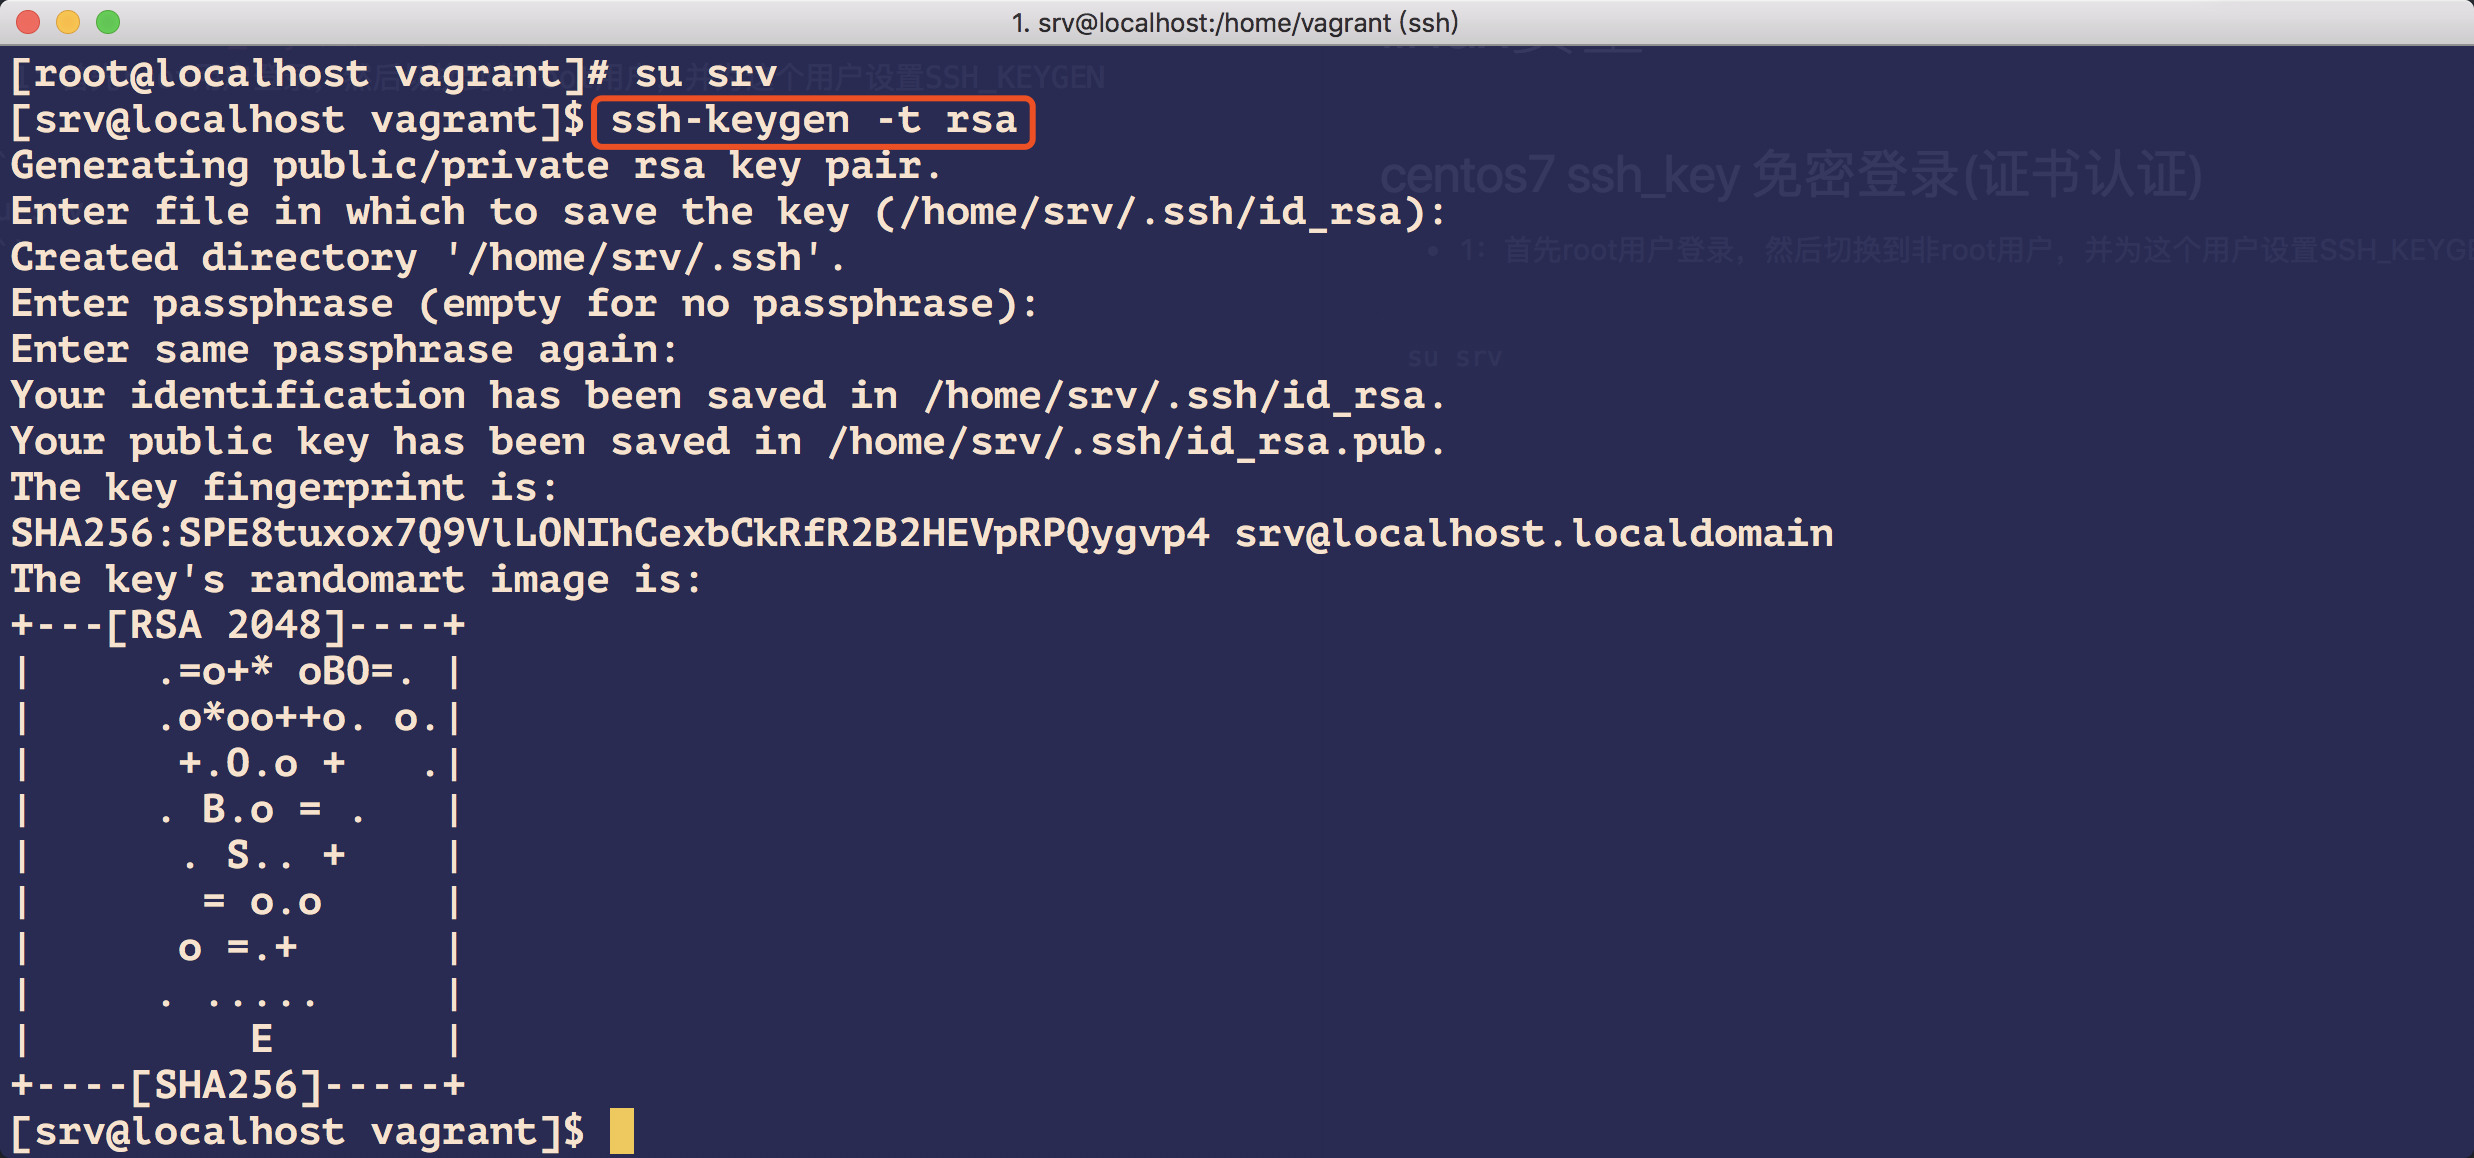 1. srv@localhost:/home/vagrant (ssh)
[root@localhost vagrant]# su srv
[srv@localhost vagrant]$ ssh-keygen -t rsa
Generating public/private rsa key pair.
Enter file in which to save the key (/home/srv/.ssh/id_rsa):
Created directory '/home/srv/.ssh'.
Enter passphrase (empty for no passphrase):
Enter same passphrase again:
Your identification has been saved in /home/srv/.ssh/id_rsa.
Your public key has been saved in /home/srv/.ssh/id_rsa.pub.
The key fingerprint is:
SHA256:SPE8tuxox7Q9VlLONIhCexbCkRfR2B2HEVpRPQygvp4 srv@localhost.localdomain
The key's randomart image is:
+---[RSA 2048]----+
|      .=o+* oBO=. |
|      .o*oo++o. o.|
|       +.O.o +   .|
|      . B.o = .   |
|       . S.. +    |
|        = o.o     |
|       o =.+      |
|      . .....     |
|          E       |
+----[SHA256]-----+
[srv@localhost vagrant]$
centos7 ssh_key 免密登录(证书认证)
• 1：首先root用户登录，然后切换到非root用户，并为这个用户设置SSH_KEYGE
su srv